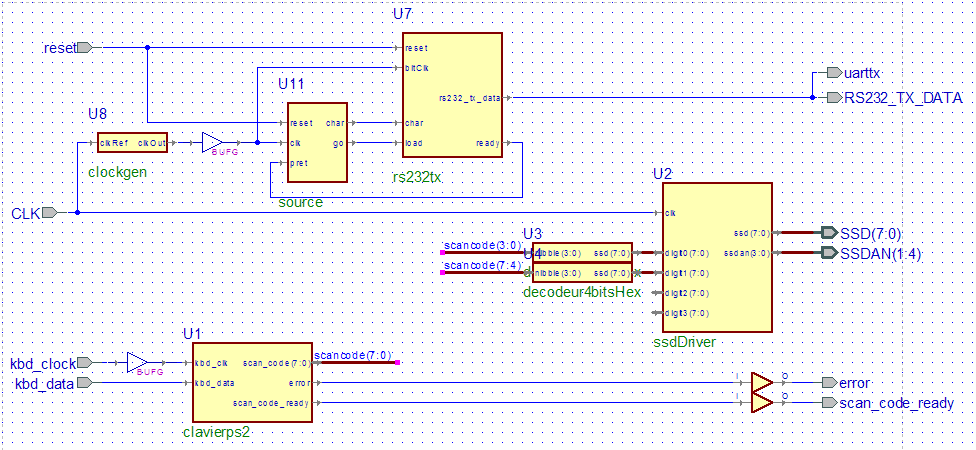 U7
reset
reset
bitClk
uarttx
U11
rs232_tx_data
RS232_TX_DATA
U8
reset char
char
clkRef clkOut
BUFG
clk go
load ready
clockgen
pret
rs232tx
source
U2
CLK
clk
U3
ssd(7:0)
SSD(7:0)
scancode(3:0)
nibble(3:0) ssd(7:0)
digit0(7:0)
ssdan(3:0)
SSDAN(1:4)
U4
scancode(7:4)
nibble(3:0) ssd(7:0)
digit1(7:0)
decodeur4bitsHex
digit2(7:0)
digit3(7:0)
U1
ssdDriver
kbd_clock
BUFG
kbd_clk scan_code(7:0)
scancode(7:0)
kbd_data
kbd_data error
I O
error
scan_code_ready
I O
scan_code_ready
clavierps2